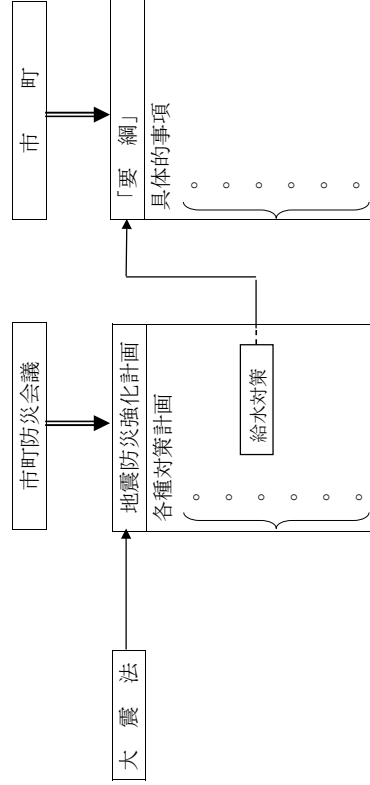 市　町
「要　綱」
具体的事項
○ ○ ○ ○ ○ ○
市町防災会議
地震防災強化計画
各種対策計画
給水対策
○ ○ ○ ○ ○ ○
大　震　法